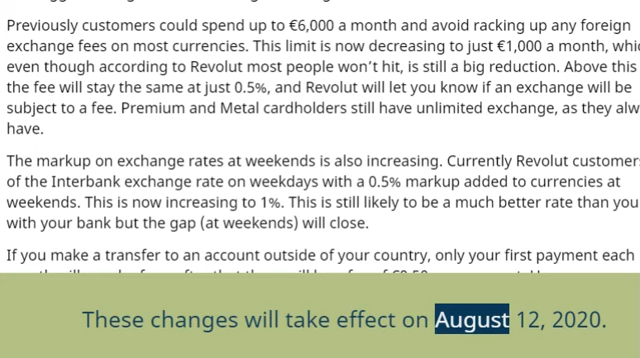 Previously customers could spend up to €6,000 a month and avoid racking up any foreign
exchange fees on most currencies. This limit is now decreasing to just €1,000 a month, whic
even though according to Revolut most people won't hit, is still a big reduction. Above this
the fee will stay the same at just 0.5%, and Revolut will let you know if an exchange will be
subject to a fee. Premium and Metal cardholders still have unlimited exchange, as they alw
have.
The markup on exchange rates at weekends is also increasing. Currently Revolut customer
of the Interbank exchange rate on weekdays with a 0.5% markup added to currencies at
weekends. This is now increasing to 1%. This is still likely to be a much better rate than you
with your bank but the gap (at weekends) will close.
If you make a transfer to an account outside of your country, only your first payment each
These changes will take effect on August 12, 2020.